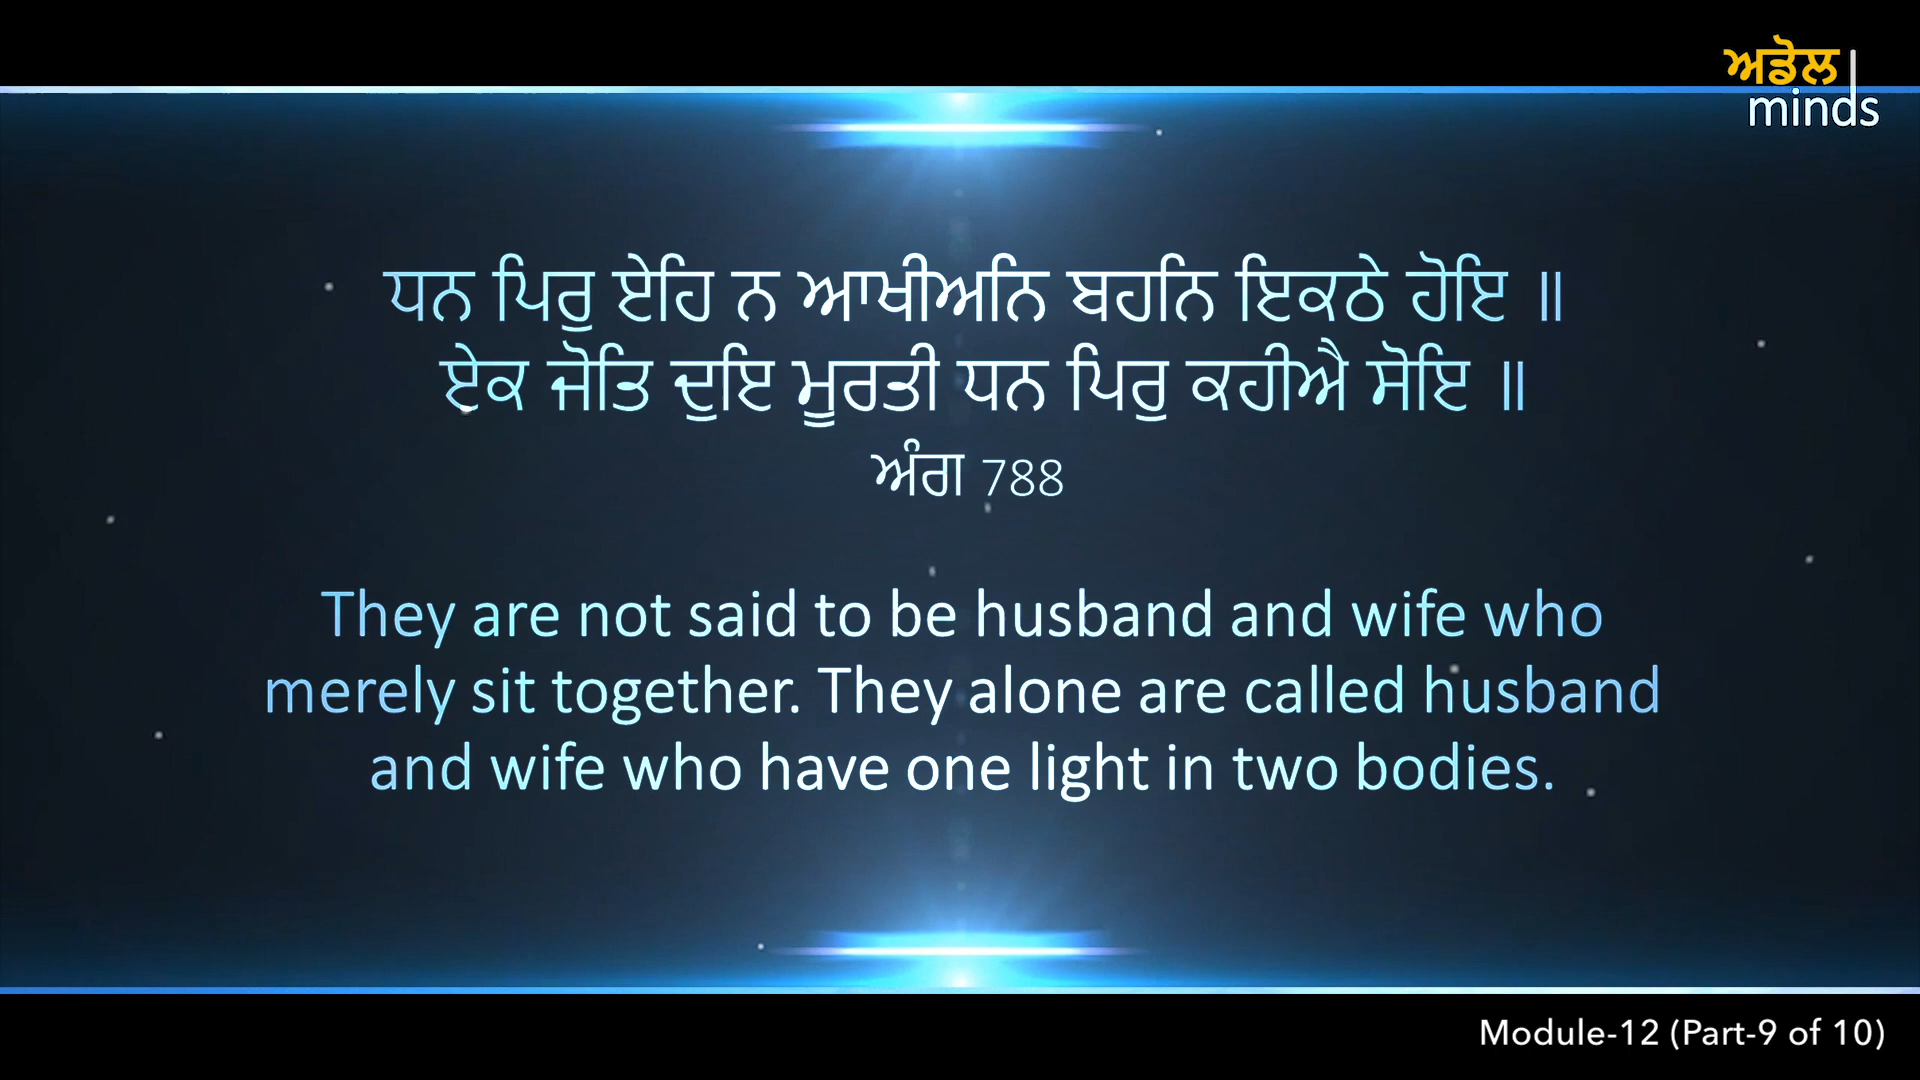 ਅਡੋਲ
minds
ਧਨ ਪਿਰੁ ਏਹਿ ਨ ਆਖੀਅਨਿ ਬਹਨਿ ਇਕਠੇ ਹੋਇ ॥
ਏਕ ਜੋਤਿ ਦੁਇ ਮੂਰਤੀ ਧਨ ਪਿਰੁ ਕਹੀਐ ਸੋਇ ॥
ਅੰਗ 788
They are not said to be husband and wife who
merely sit together. They alone are called husband
and wife who have one light in two bodies.
Module-12 (Part-9 of 10)